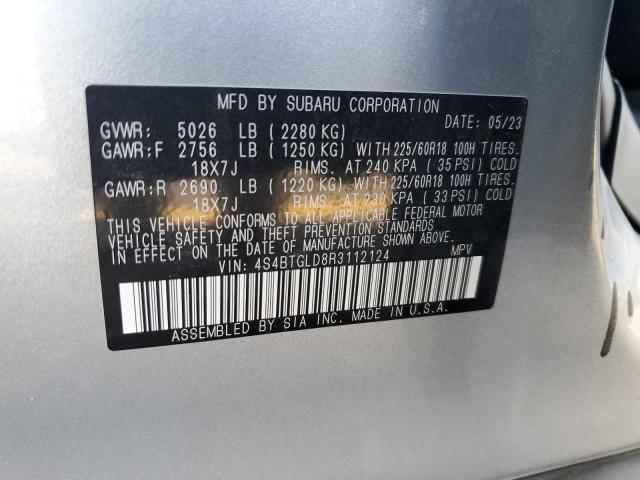 MFD BY SUBARU CORPORATION
DATE: 05/23
GVWR: 5026 LB (2280 KG)
GAWR:F 2756 LB (1250 KG) WITH 225/60R18 100H TIRES.
18X7J RIMS. AT 240 KPA (35 PSI) COLD
GAWR:R 2690 LB (1220 KG) WITH 225/60R18 100H TIRES.
18X7J RIMS. AT 230 KPA (33 PSI) COLD
THIS VEHICLE CONFORMS TO ALL APPLICABLE FEDERAL MOTOR
VEHICLE SAFETY AND THEFT PREVENTION STANDARDS
IN EFFECT ON THE DATE OF MANUFACTURE SHOWN ABOVE.
VIN: 4S4BTGLD8R3112124 MPV
ASSEMBLED BY SIA INC. MADE IN U.S.A.